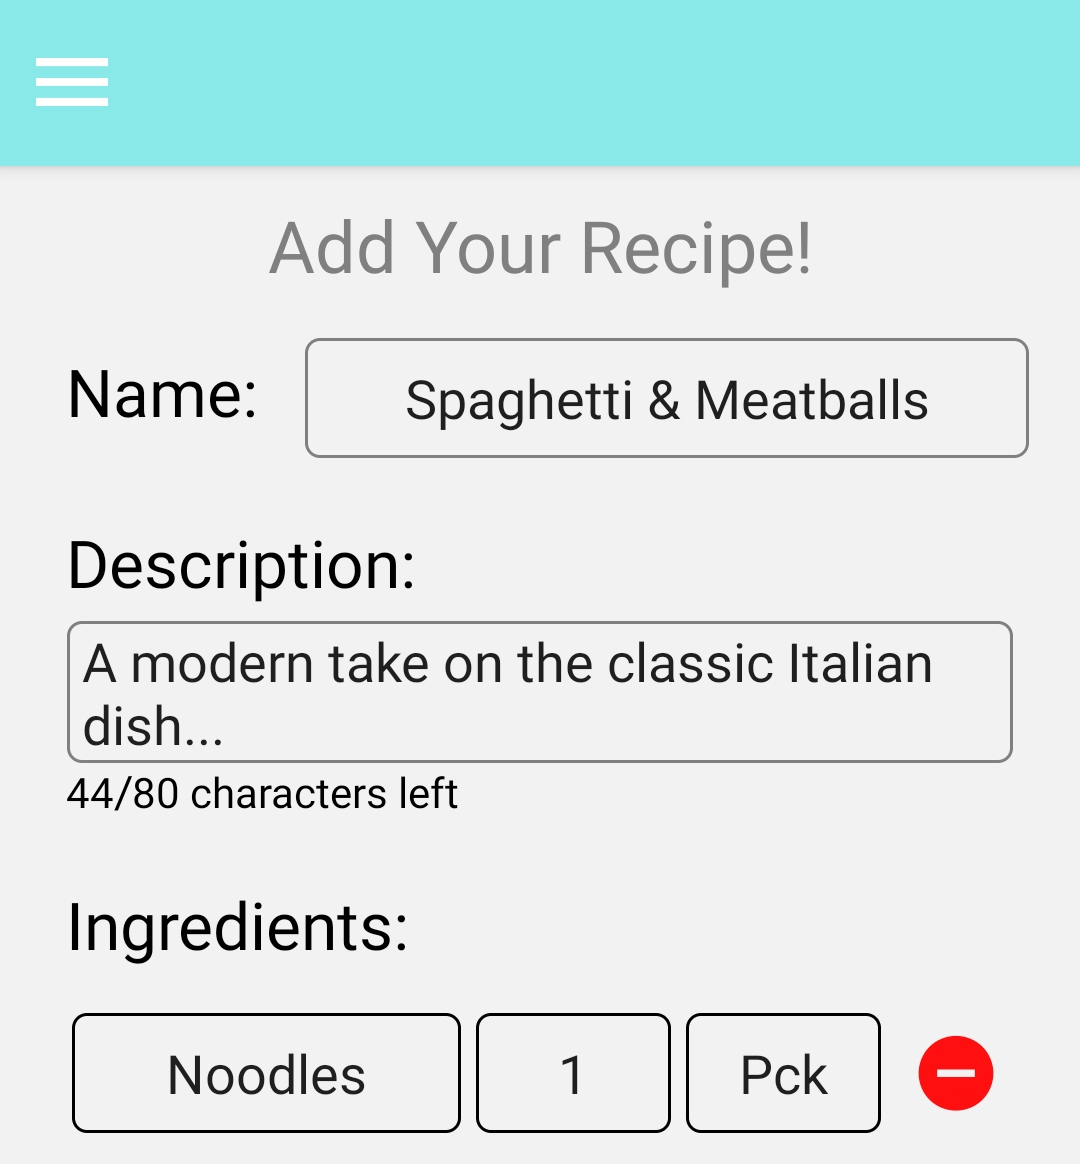 Add Your Recipe!
Name: Spaghetti & Meatballs
Description:
A modern take on the classic Italian
dish...
44/80 characters left
Ingredients:
Noodles 1 Pck